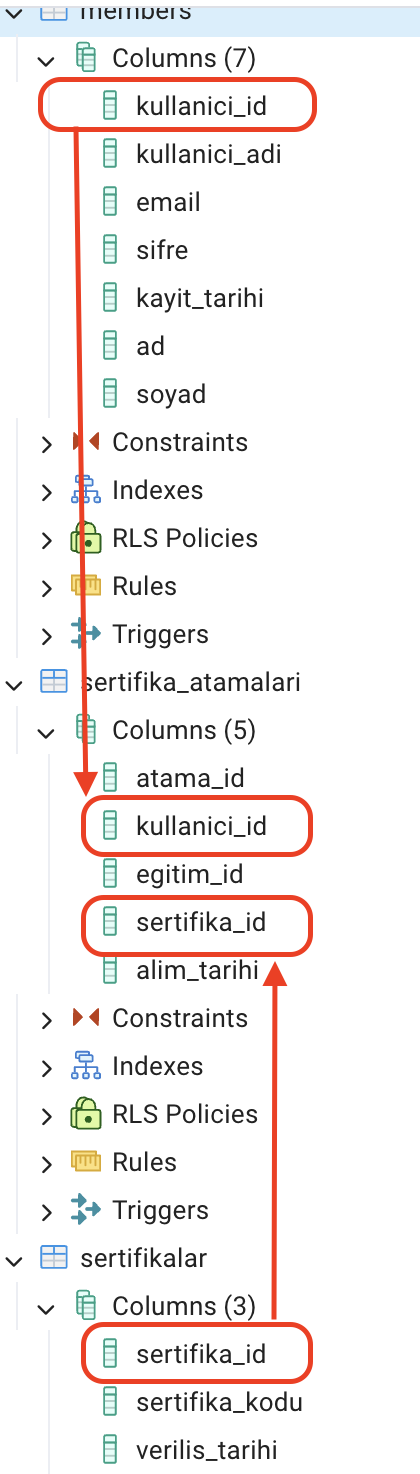 members
Columns (7)
kullanici_id
kullanici_adi
email
sifre
kayit_tarihi
ad
soyad
Constraints
Indexes
RLS Policies
Rules
Triggers
sertifika_atamalari
Columns (5)
atama_id
kullanici_id
egitim_id
sertifika_id
alim_tarihi
Constraints
Indexes
RLS Policies
Rules
Triggers
sertifikalar
Columns (3)
sertifika_id
sertifika_kodu
verilis_tarihi